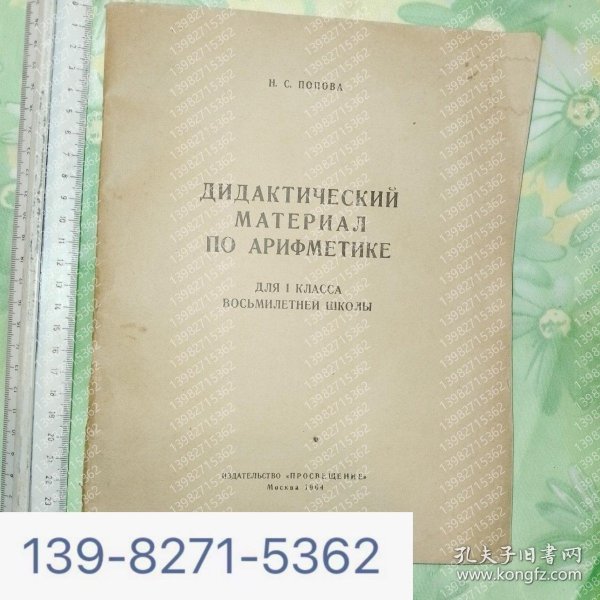 Н. С. ПОПОВА
ДИДАКТИЧЕСКИЙ
МАТЕРИАЛ
ПО АРИФМЕТИКЕ
ДЛЯ I КЛАССА
ВОСЬМИЛЕТНЕЙ ШКОЛЫ
ИЗДАТЕЛЬСТВО «ПРОСВЕЩЕНИЕ»
Москва 1964
139-8271-5362
孔夫子旧书网
www.kongfz.com
13982715362